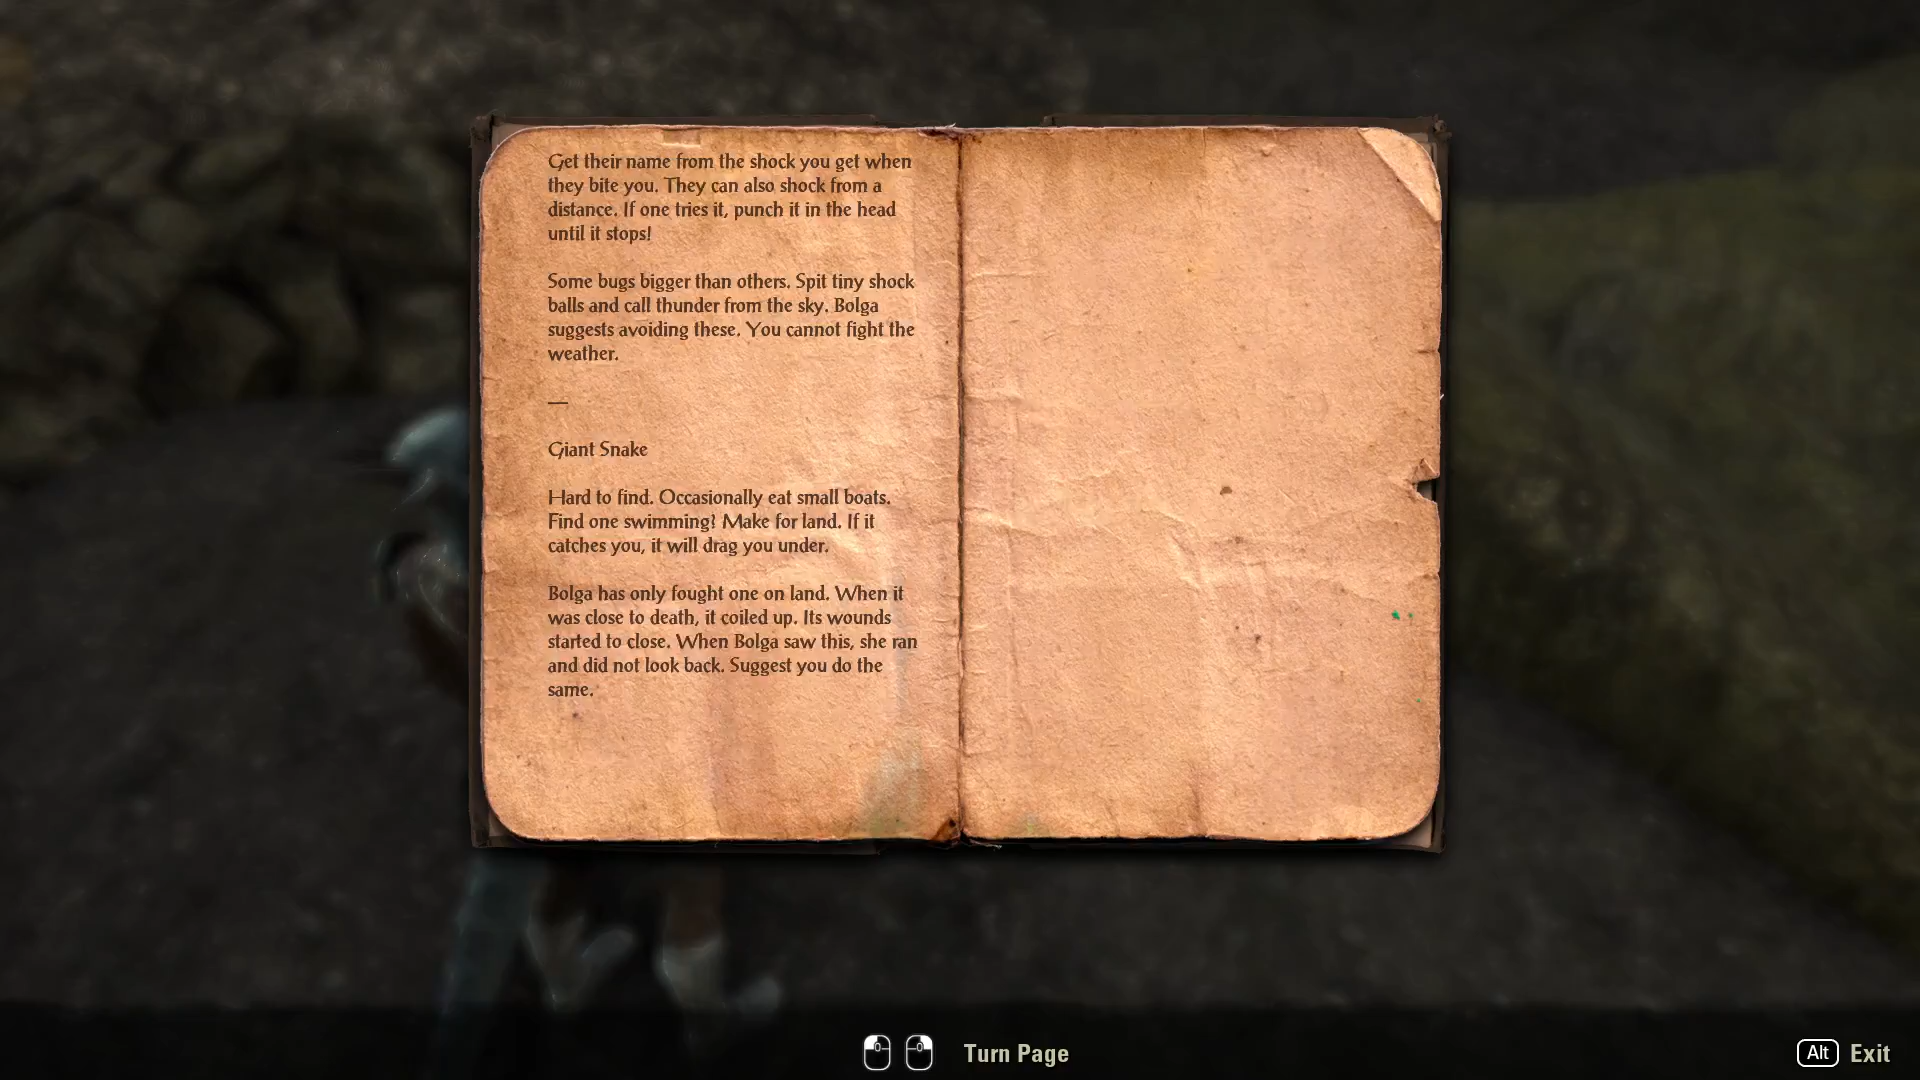 Get their name from the shock you get when
they bite you. They can also shock from a
distance. If one tries it, punch it in the head
until it stops!
Some bugs bigger than others. Spit tiny shock
balls and call thunder from the sky. Bolga
suggests avoiding these. You cannot fight the
weather.
—
Giant Snake
Hard to find. Occasionally eat small boats.
Find one swimming? Make for land. If it
catches you, it will drag you under.
Bolga has only fought one on land. When it
was close to death, it coiled up. Its wounds
started to close. When Bolga saw this, she ran
and did not look back. Suggest you do the
same.
Turn Page
Alt Exit